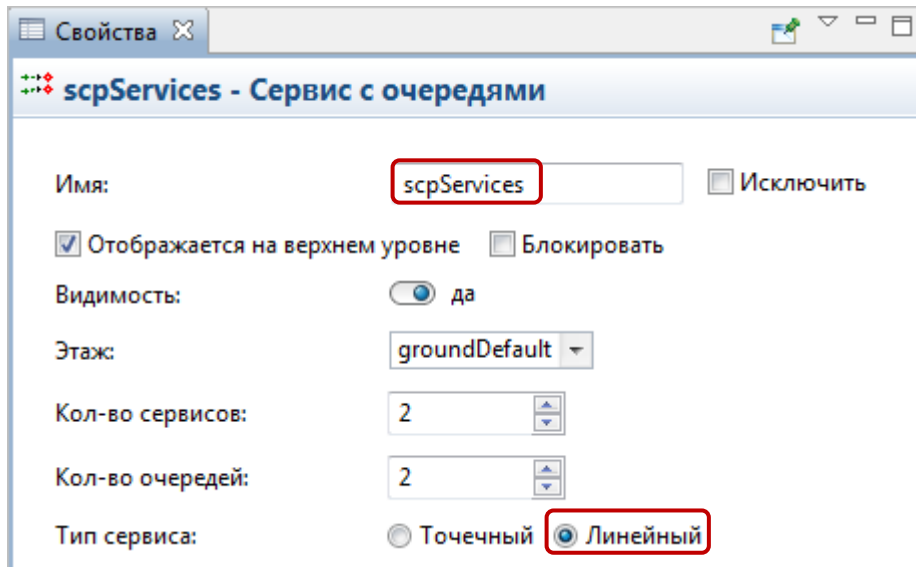 Свойства
scpServices - Сервис с очередями
Имя: scpServices Исключить
Отображается на верхнем уровне Блокировать
Видимость: да
Этаж: groundDefault
Кол-во сервисов: 2
Кол-во очередей: 2
Тип сервиса: Точечный Линейный